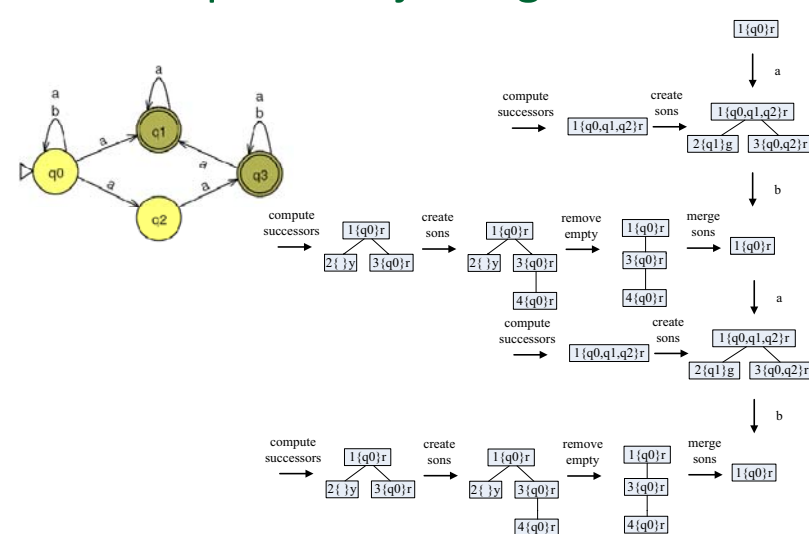 1{q0}r
a
compute
successors
1{q0,q1,q2}r
create
sons
1{q0,q1,q2}r
2{q1}g 3{q0,q2}r
a
a
b
q1
a
b
a
a
q0
q3
a
a
q2
b
compute
successors
1{q0}r
2{ }y 3{q0}r
create
sons
1{q0}r
2{ }y 3{q0}r
4{q0}r
remove
empty
1{q0}r
3{q0}r
4{q0}r
merge
sons
1{q0}r
a
compute
successors
1{q0,q1,q2}r
create
sons
1{q0,q1,q2}r
2{q1}g 3{q0,q2}r
b
compute
successors
1{q0}r
2{ }y 3{q0}r
create
sons
1{q0}r
2{ }y 3{q0}r
4{q0}r
remove
empty
1{q0}r
3{q0}r
4{q0}r
merge
sons
1{q0}r